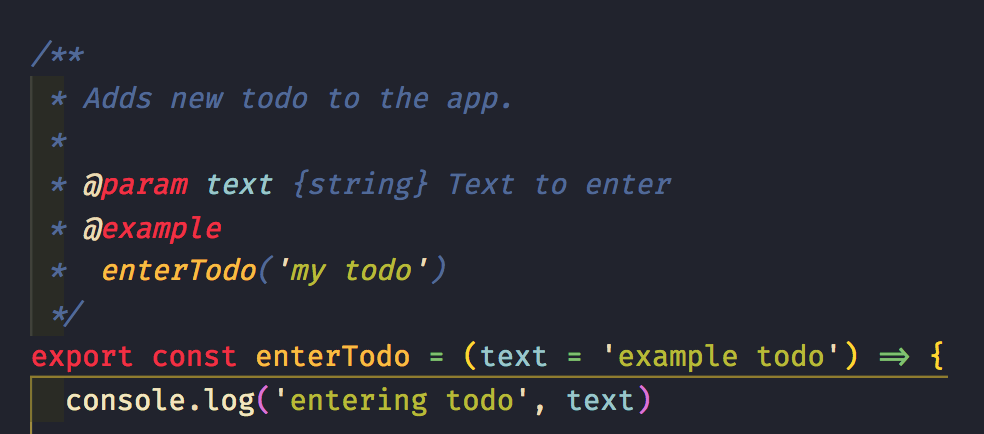 /**
 * Adds new todo to the app.
 *
 * @param text {string} Text to enter
 * @example
 *  enterTodo('my todo')
 */
export const enterTodo = (text = 'example todo') => {
  console.log('entering todo', text)